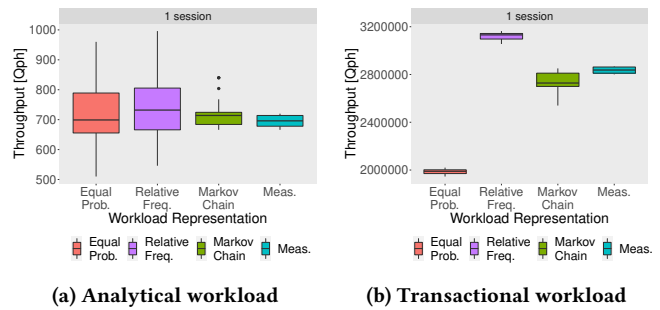 1 session
Throughput [Qph]
1000
900
800
700
600
500
Equal Prob.
Relative Freq.
Markov Chain
Meas.
Workload Representation
Equal Prob.
Relative Freq.
Markov Chain
Meas.
(a) Analytical workload
1 session
Throughput [Qph]
3200000
2800000
2400000
2000000
Equal Prob.
Relative Freq.
Markov Chain
Meas.
Workload Representation
Equal Prob.
Relative Freq.
Markov Chain
Meas.
(b) Transactional workload